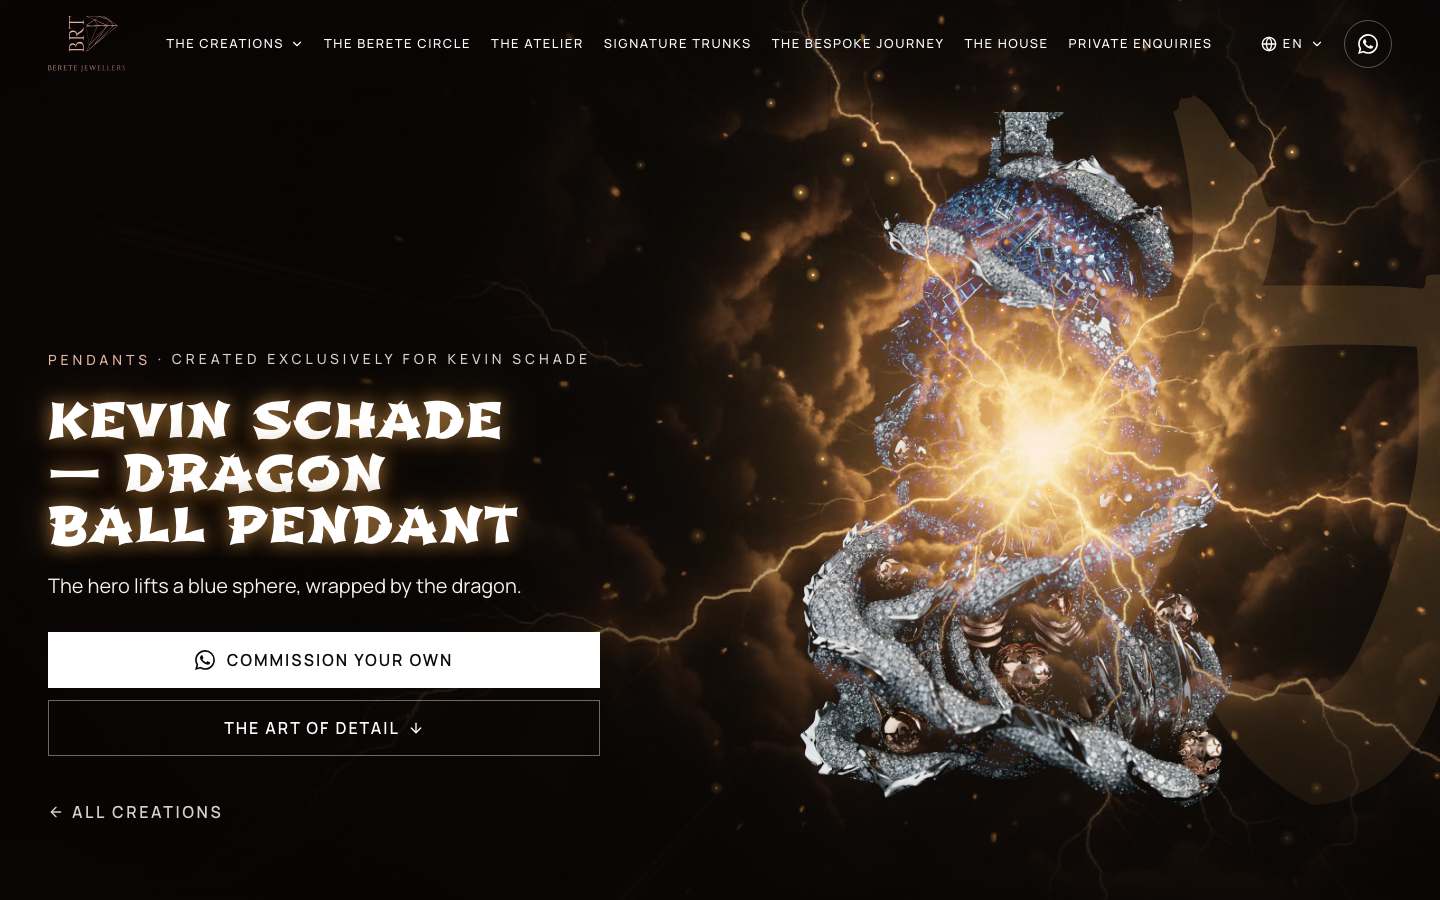 BRT
BERETE JEWELLERS
THE CREATIONS
THE BERETE CIRCLE
THE ATELIER
SIGNATURE TRUNKS
THE BESPOKE JOURNEY
THE HOUSE
PRIVATE ENQUIRIES
EN
PENDANTS · CREATED EXCLUSIVELY FOR KEVIN SCHADE
KEVIN SCHADE
— DRAGON
BALL PENDANT
The hero lifts a blue sphere, wrapped by the dragon.
COMMISSION YOUR OWN
THE ART OF DETAIL ↓
← ALL CREATIONS